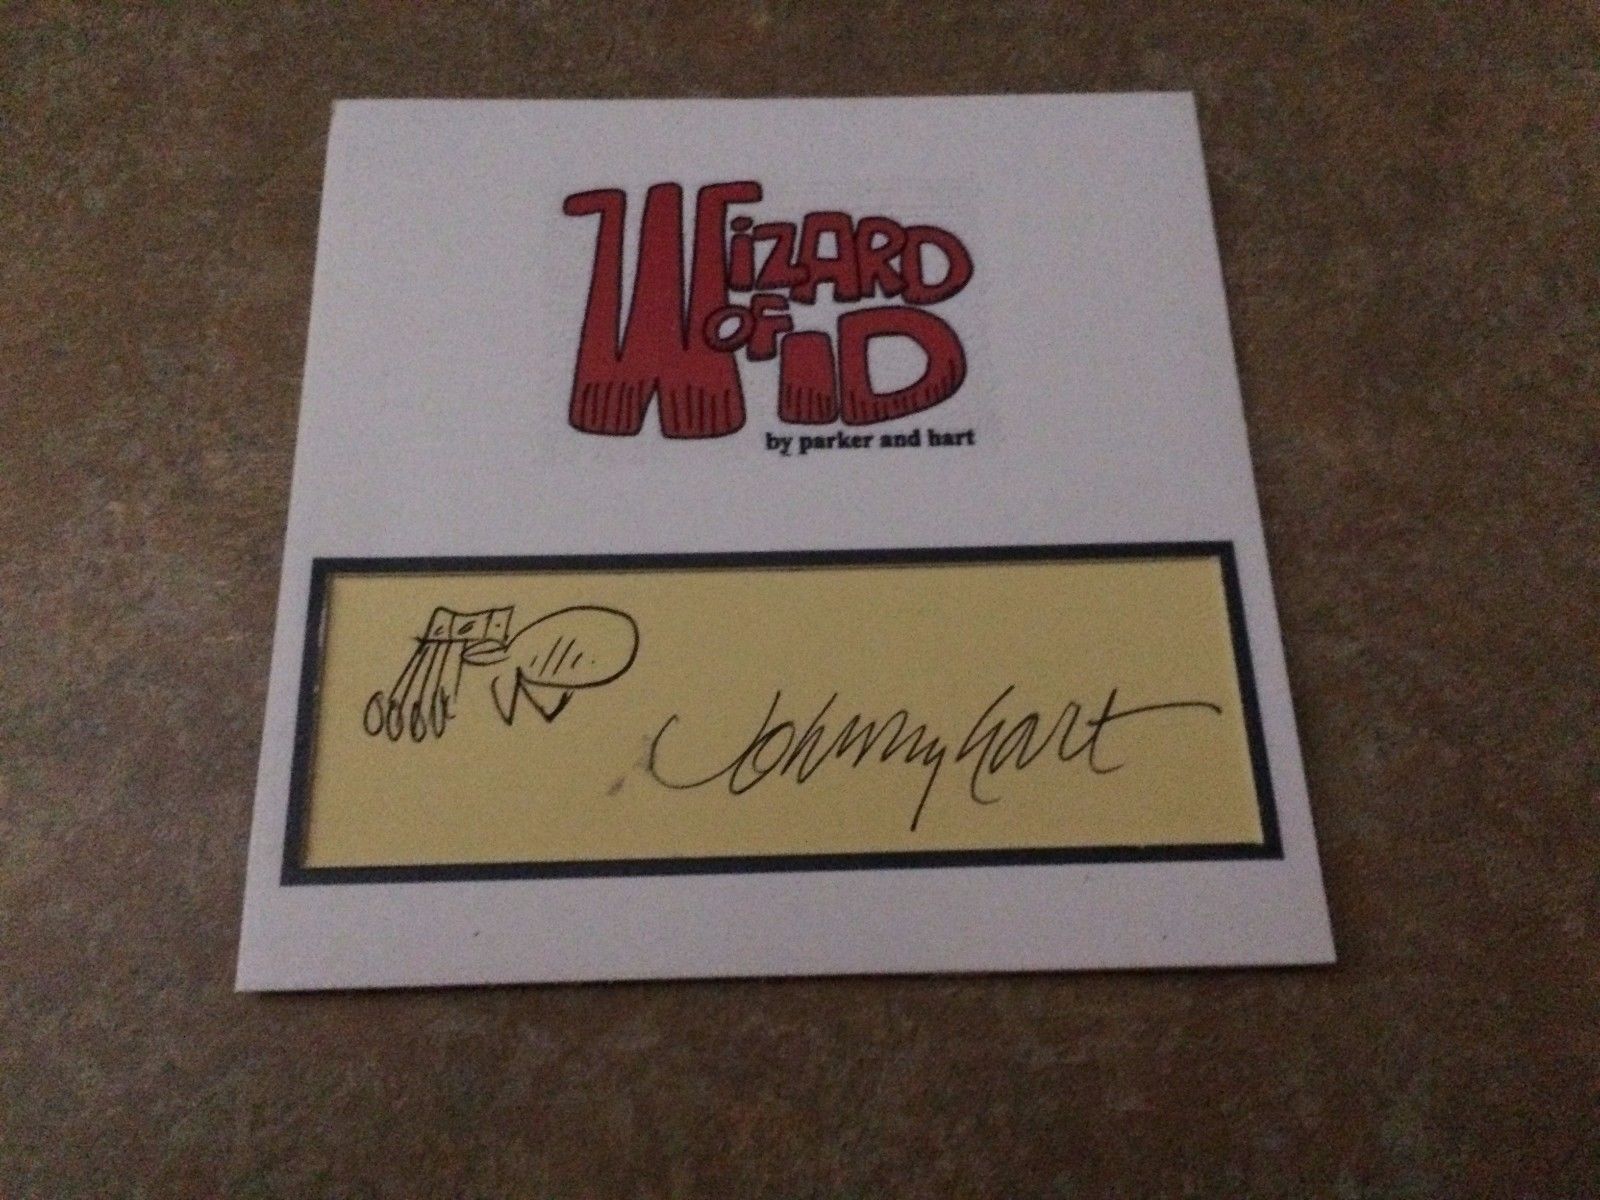 WiZARD
OF ID
by parker and hart
Johnny hart